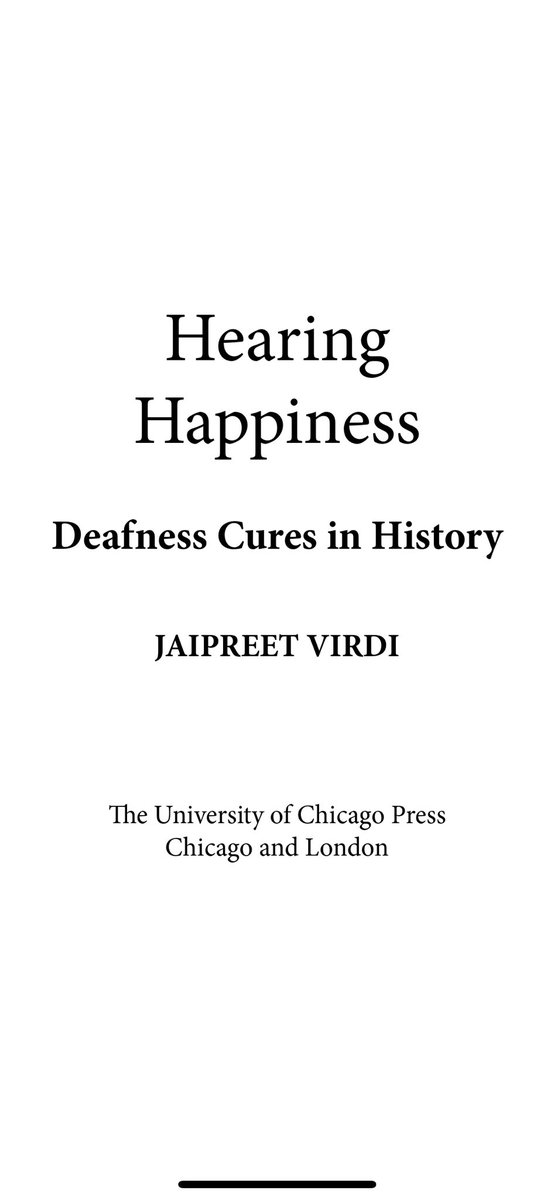 Hearing
Happiness
Deafness Cures in History
JAIPREET VIRDI
The University of Chicago Press
Chicago and London